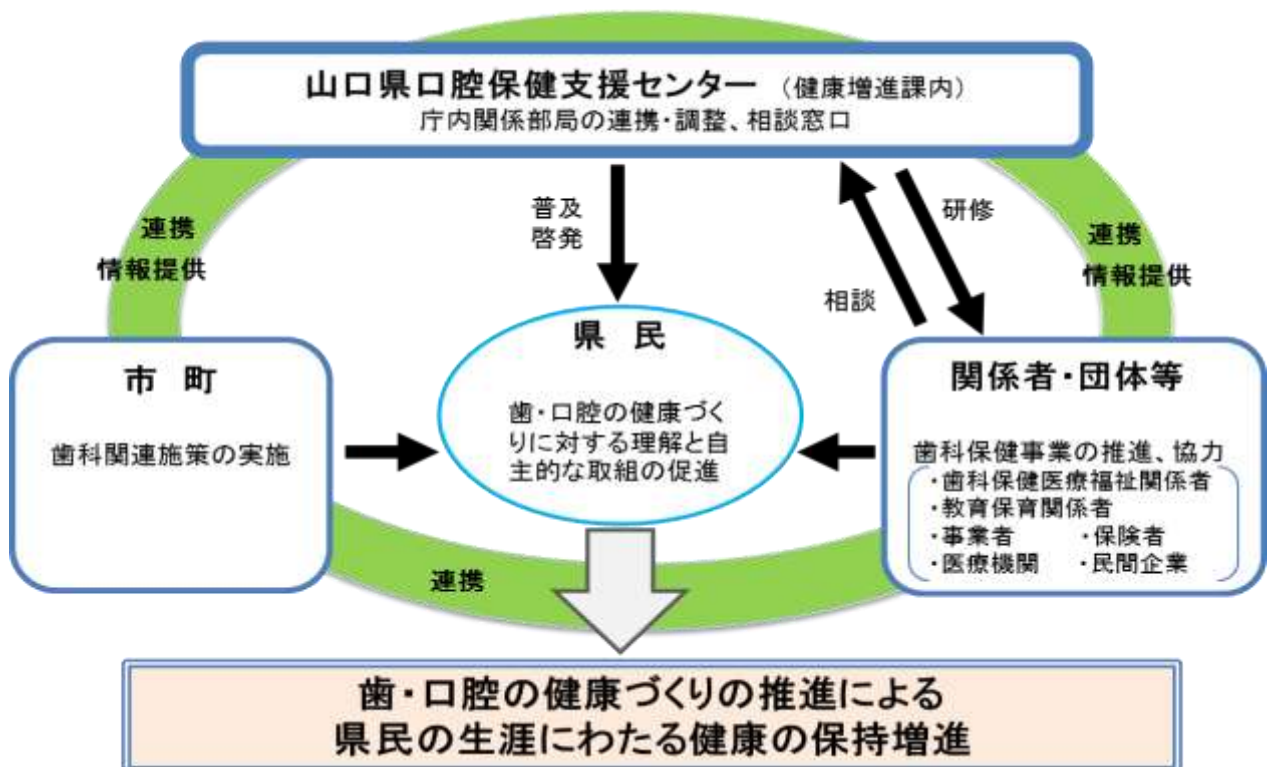 山口県口腔保健支援センター （健康増進課内）
庁内関係部局の連携・調整、相談窓口
連携
情報提供
普及
啓発
研修
相談
連携
情報提供
市 町
歯科関連施策の実施
県 民
歯・口腔の健康づく
りに対する理解と自
主的な取組の促進
関係者・団体等
歯科保健事業の推進、協力
・歯科保健医療福祉関係者
・教育保育関係者
・事業者 ・保険者
・医療機関 ・民間企業
連携
歯・口腔の健康づくりの推進による
県民の生涯にわたる健康の保持増進